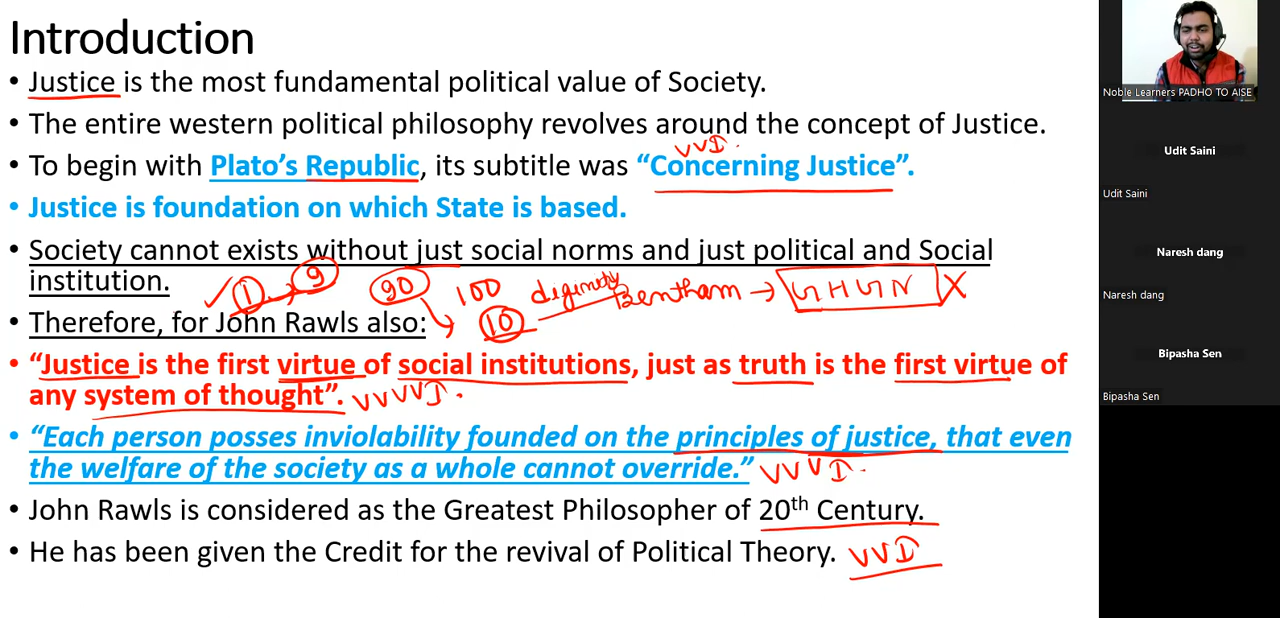 Introduction
• Justice is the most fundamental political value of Society.
• The entire western political philosophy revolves around the concept of Justice.
VVI.
• To begin with Plato's Republic, its subtitle was “Concerning Justice”.
• Justice is foundation on which State is based.
• Society cannot exists without just social norms and just political and Social
institution.
1 → 9 90 100 Bentham → X
10
• Therefore, for John Rawls also:
• “Justice is the first virtue of social institutions, just as truth is the first virtue of
any system of thought”. VVVVI.
• “Each person posses inviolability founded on the principles of justice, that even
the welfare of the society as a whole cannot override.” VVVI.
• John Rawls is considered as the Greatest Philosopher of 20th Century.
• He has been given the Credit for the revival of Political Theory. VVI
Noble Learners PADHO TO AISE
Udit Saini
Udit Saini
Naresh dang
Naresh dang
Bipasha Sen
Bipasha Sen